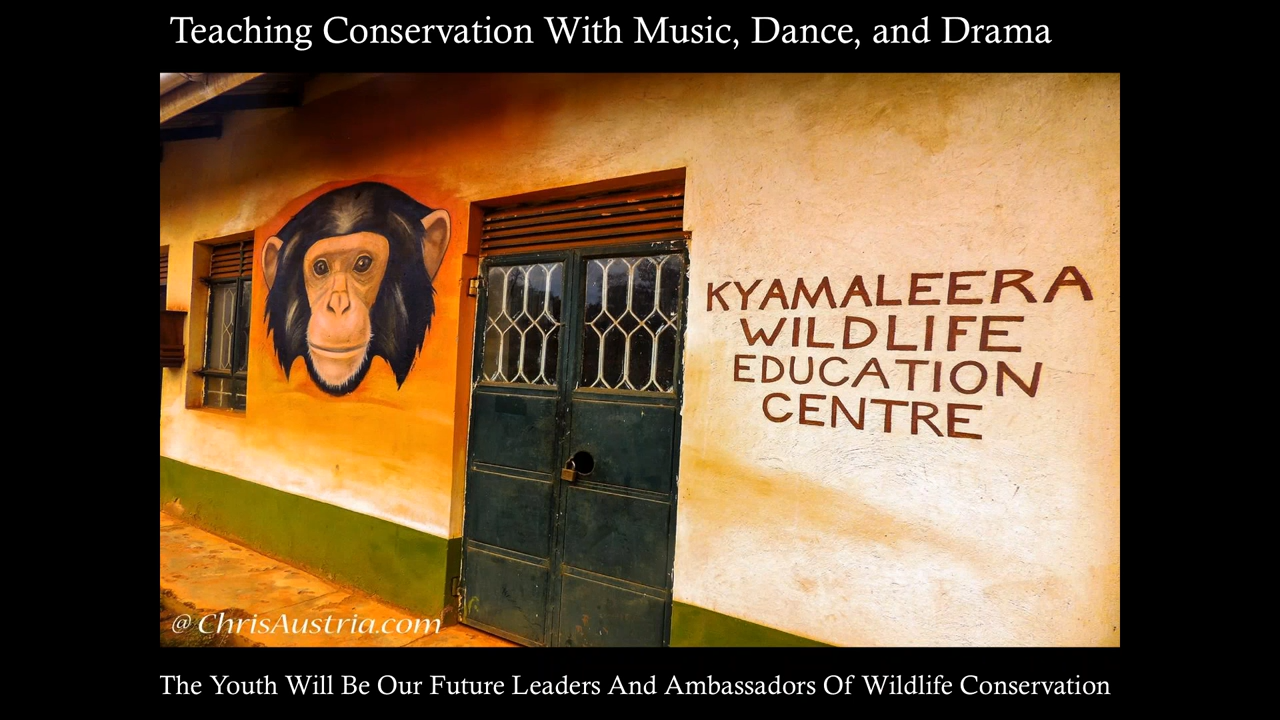 Teaching Conservation With Music, Dance, and Drama
KYAMALEERA
WILDLIFE
EDUCATION
CENTRE
@ ChrisAustria.com
The Youth Will Be Our Future Leaders And Ambassadors Of Wildlife Conservation